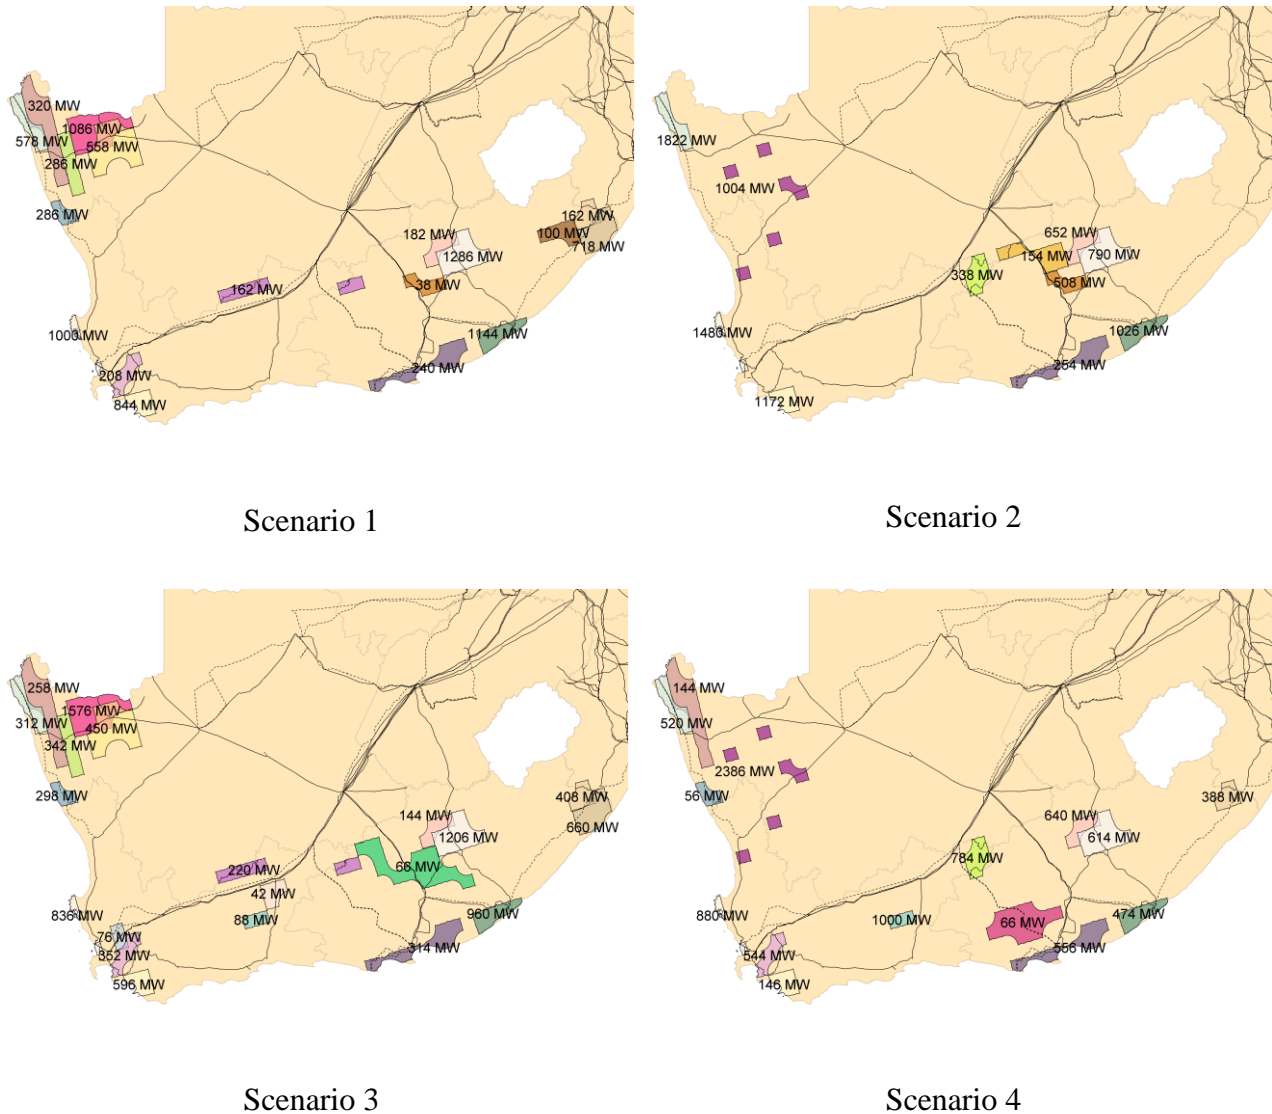 320 MW
1086 MW
578 MW
558 MW
286 MW
286 MW
162 MW
182 MW
100 MW
718 MW
1286 MW
162 MW
38 MW
1000 MW
1144 MW
208 MW
240 MW
844 MW
Scenario 1
1822 MW
1004 MW
652 MW
154 MW
790 MW
338 MW
508 MW
1480 MW
1026 MW
254 MW
1172 MW
Scenario 2
258 MW
1576 MW
312 MW
450 MW
342 MW
298 MW
408 MW
144 MW
660 MW
1206 MW
220 MW
66 MW
42 MW
836 MW
88 MW
960 MW
76 MW
314 MW
352 MW
596 MW
Scenario 3
144 MW
520 MW
2386 MW
56 MW
388 MW
640 MW
614 MW
784 MW
880 MW
1000 MW
66 MW
474 MW
556 MW
544 MW
146 MW
Scenario 4